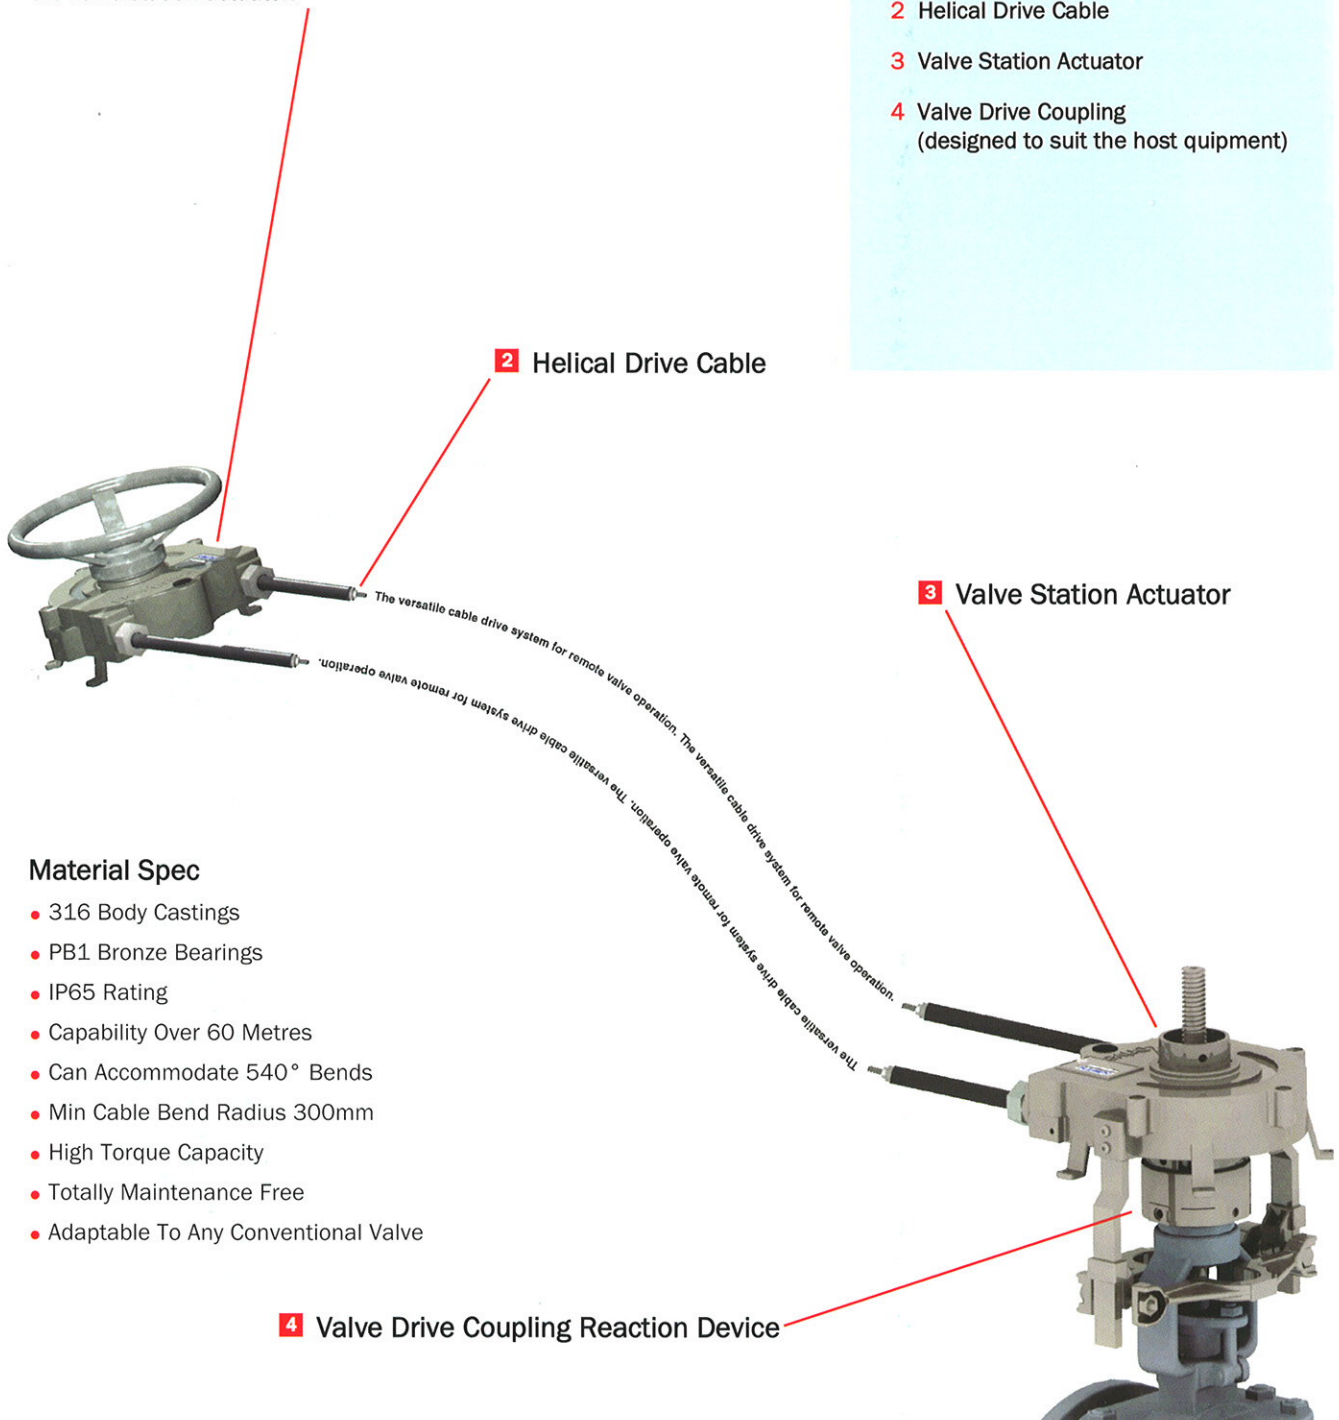 2 Helical Drive Cable
3 Valve Station Actuator
4 Valve Drive Coupling
(designed to suit the host quipment)
2 Helical Drive Cable
3 Valve Station Actuator
The versatile cable drive system for remote valve operation. The versatile cable drive system for remote valve operation.
The versatile cable drive system for remote valve operation. The versatile cable drive system for remote valve operation.
Material Spec
• 316 Body Castings
• PB1 Bronze Bearings
• IP65 Rating
• Capability Over 60 Metres
• Can Accommodate 540° Bends
• Min Cable Bend Radius 300mm
• High Torque Capacity
• Totally Maintenance Free
• Adaptable To Any Conventional Valve
4 Valve Drive Coupling Reaction Device